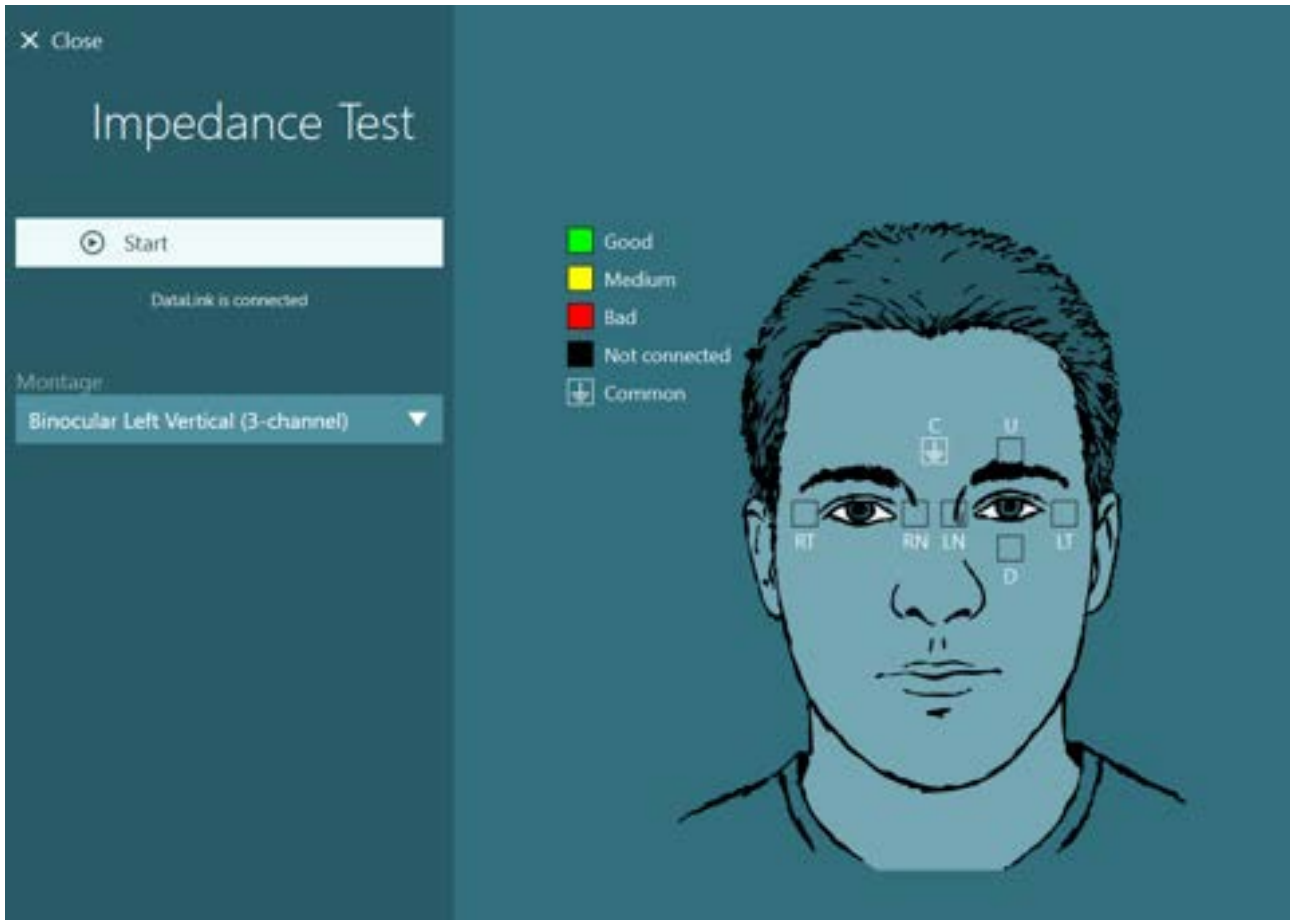 Close
Impedance Test
Start
DataLink is connected
Montage
Binocular Left Vertical (3-channel)
Good
Medium
Bad
Not connected
Common
C U
RT RN LN LT
D